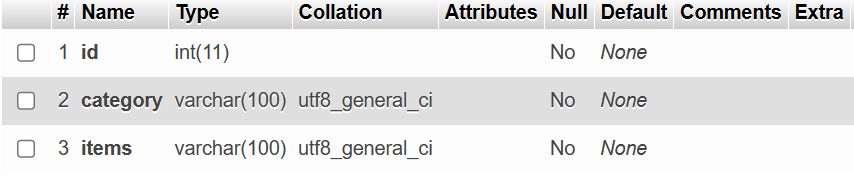 # Name Type Collation Attributes Null Default Comments Extra
1 id int(11) No None
2 category varchar(100) utf8_general_ci No None
3 items varchar(100) utf8_general_ci No None